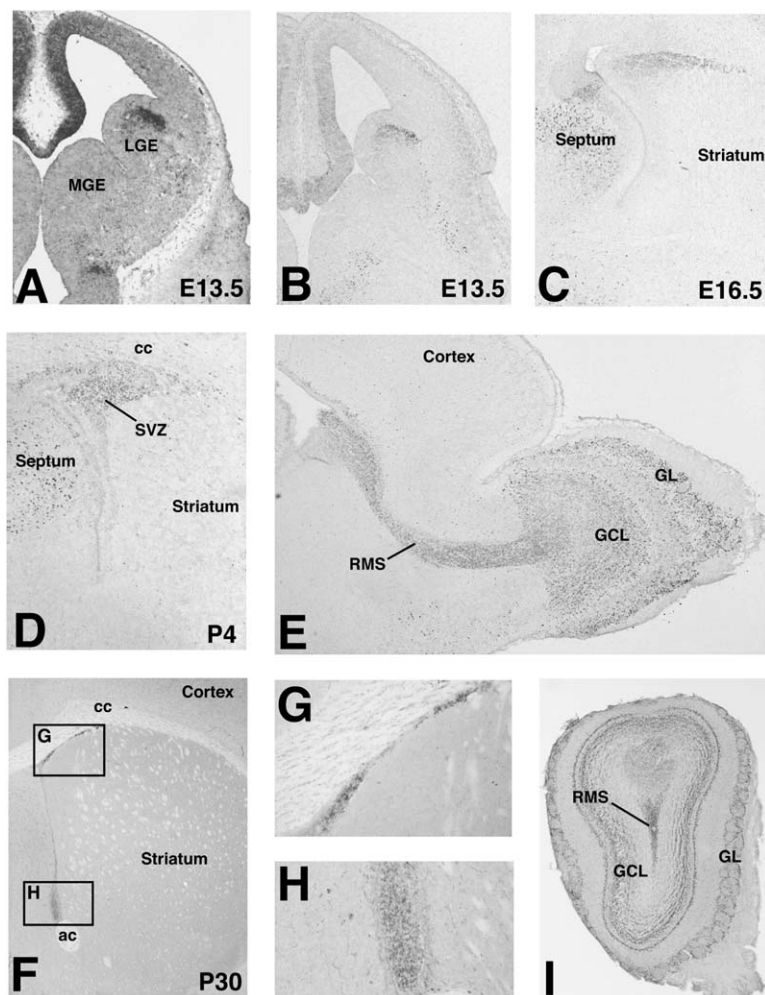 LGE
MGE
A
E13.5
B
E13.5
Septum
Striatum
C
E16.5
cc
SVZ
Septum
Striatum
D
P4
Cortex
GL
GCL
RMS
E
Cortex
cc
G
Striatum
H
ac
F
P30
G
H
RMS
GCL
GL
I